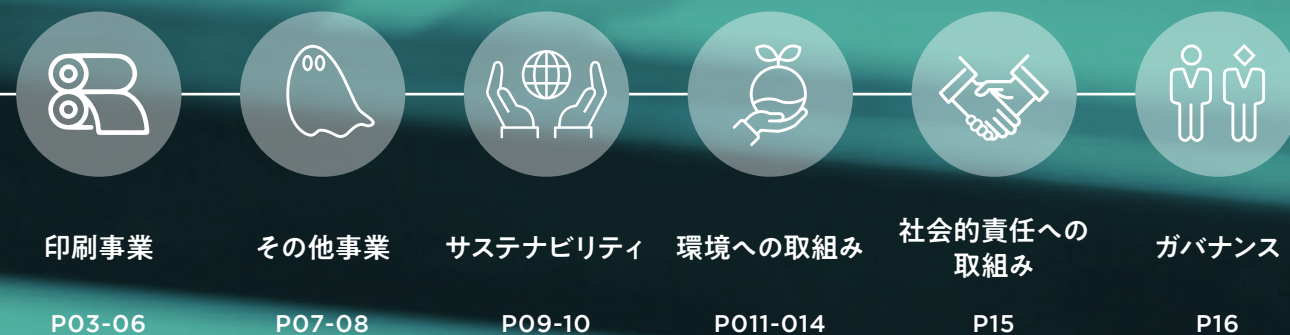 印刷事業
その他事業
サステナビリティ
環境への取組み
社会的責任への
取組み
ガバナンス
P03-06
P07-08
P09-10
P011-014
P15
P16